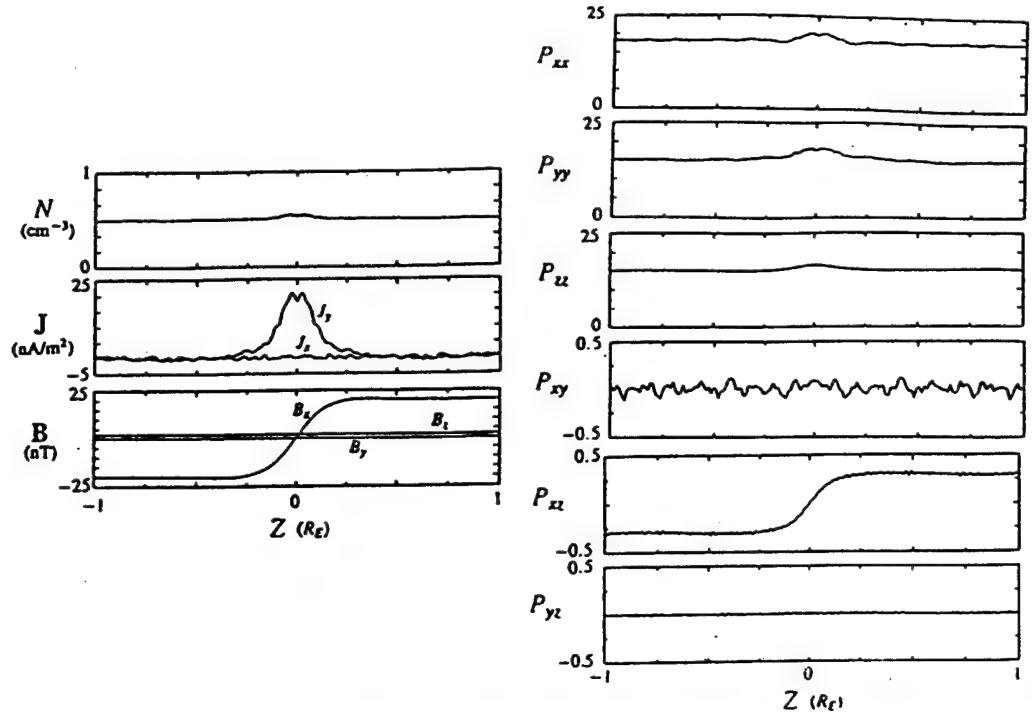 1
N
(cm⁻³)
0
25
J
(nA/m²)
-5
J_y
J_x
25
B
(nT)
-25
B_x
B_z
B_y
-1
0
1
Z (R_E)
25
P_xx
0
25
P_yy
0
25
P_zz
0
0.5
P_xy
-0.5
0.5
P_xz
-0.5
0.5
P_yz
-0.5
-1
0
1
Z (R_E)